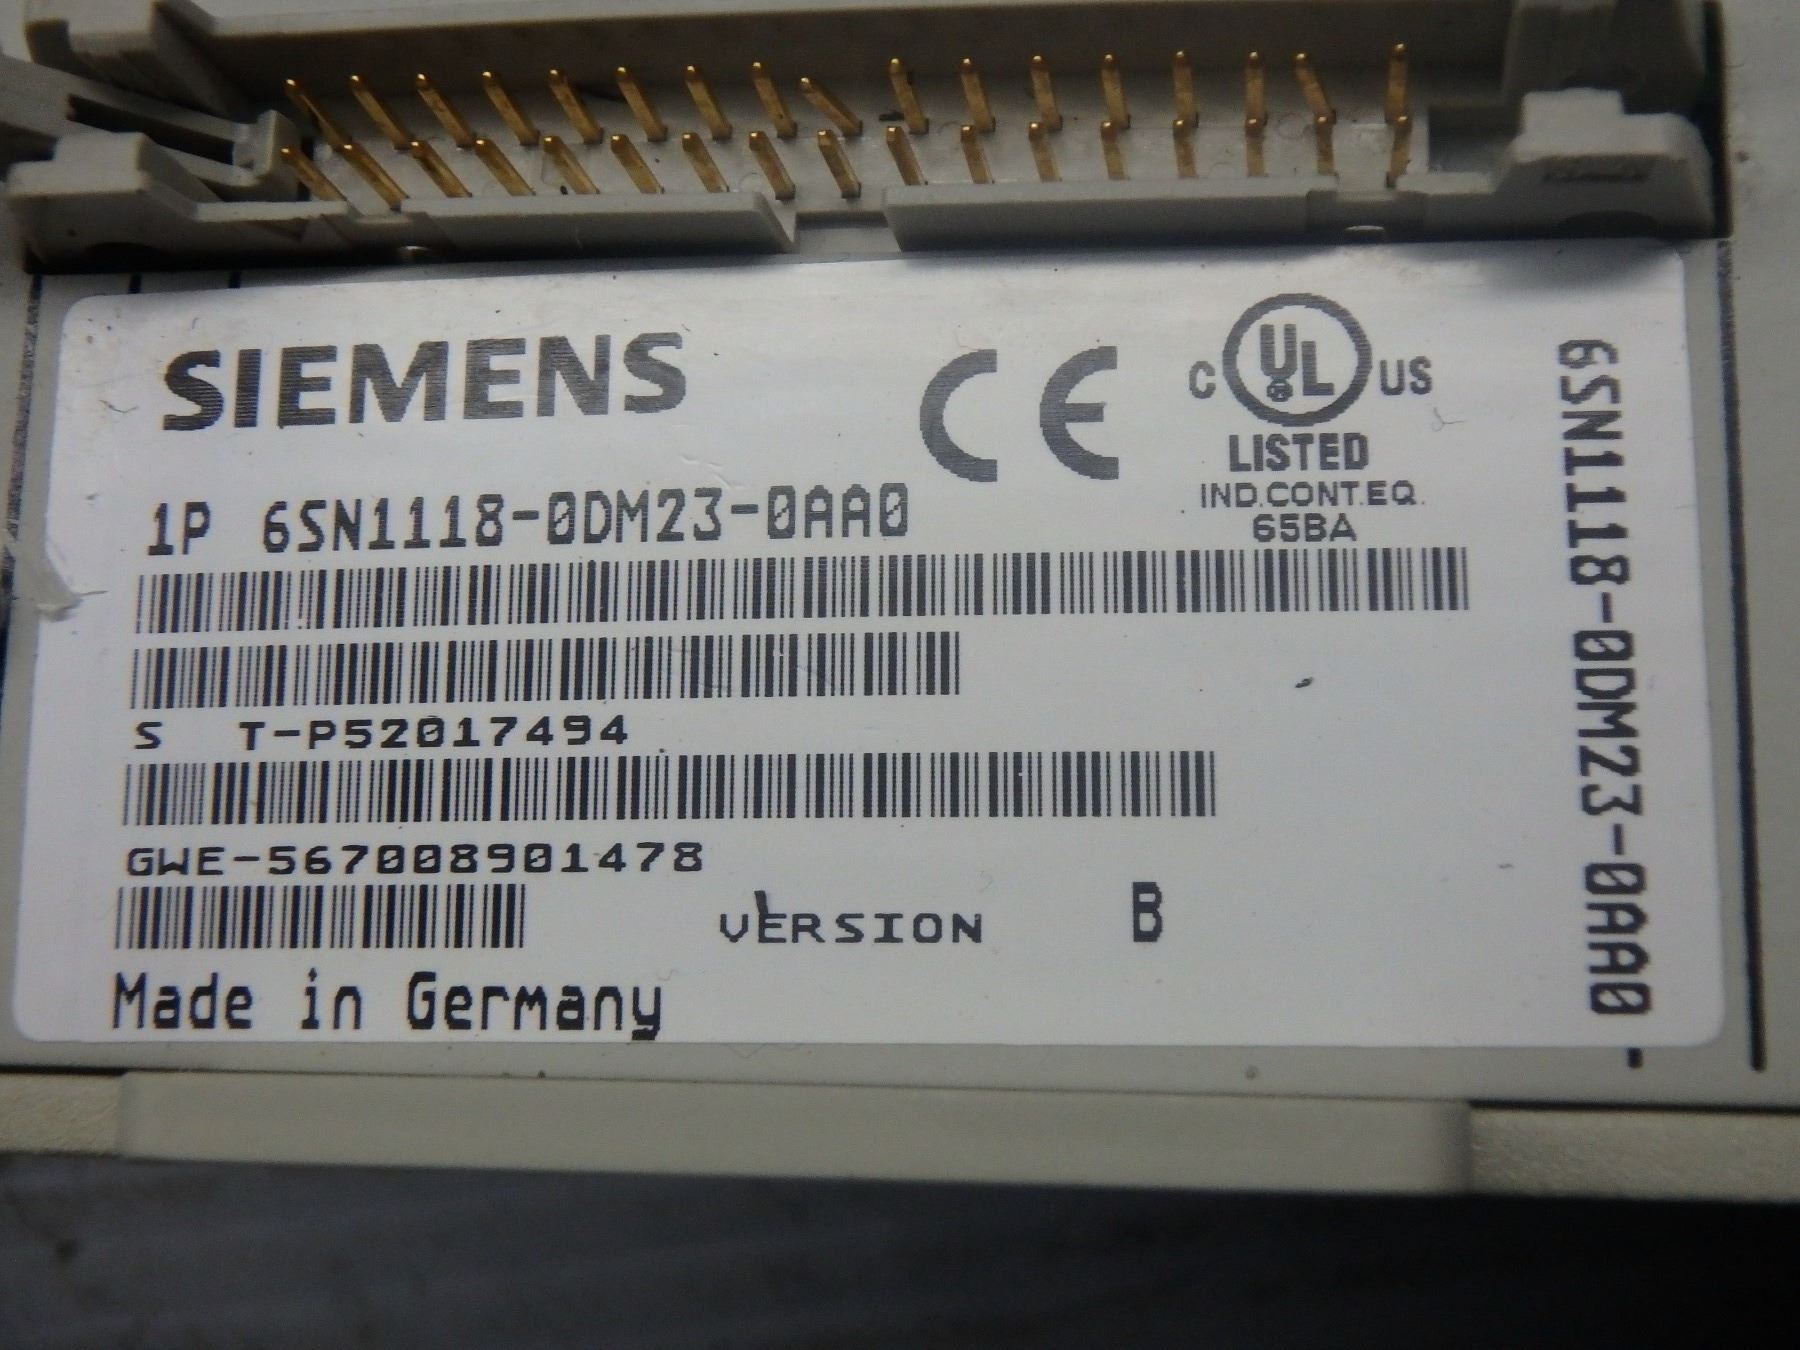 SIEMENS
CE
C UL US
LISTED
IND.CONT.EQ.
65BA
1P 6SN1118-0DM23-0AA0
S T-P52017494
GWE-567008901478
VERSION B
Made in Germany
6SN1118-0DM23-0AA0